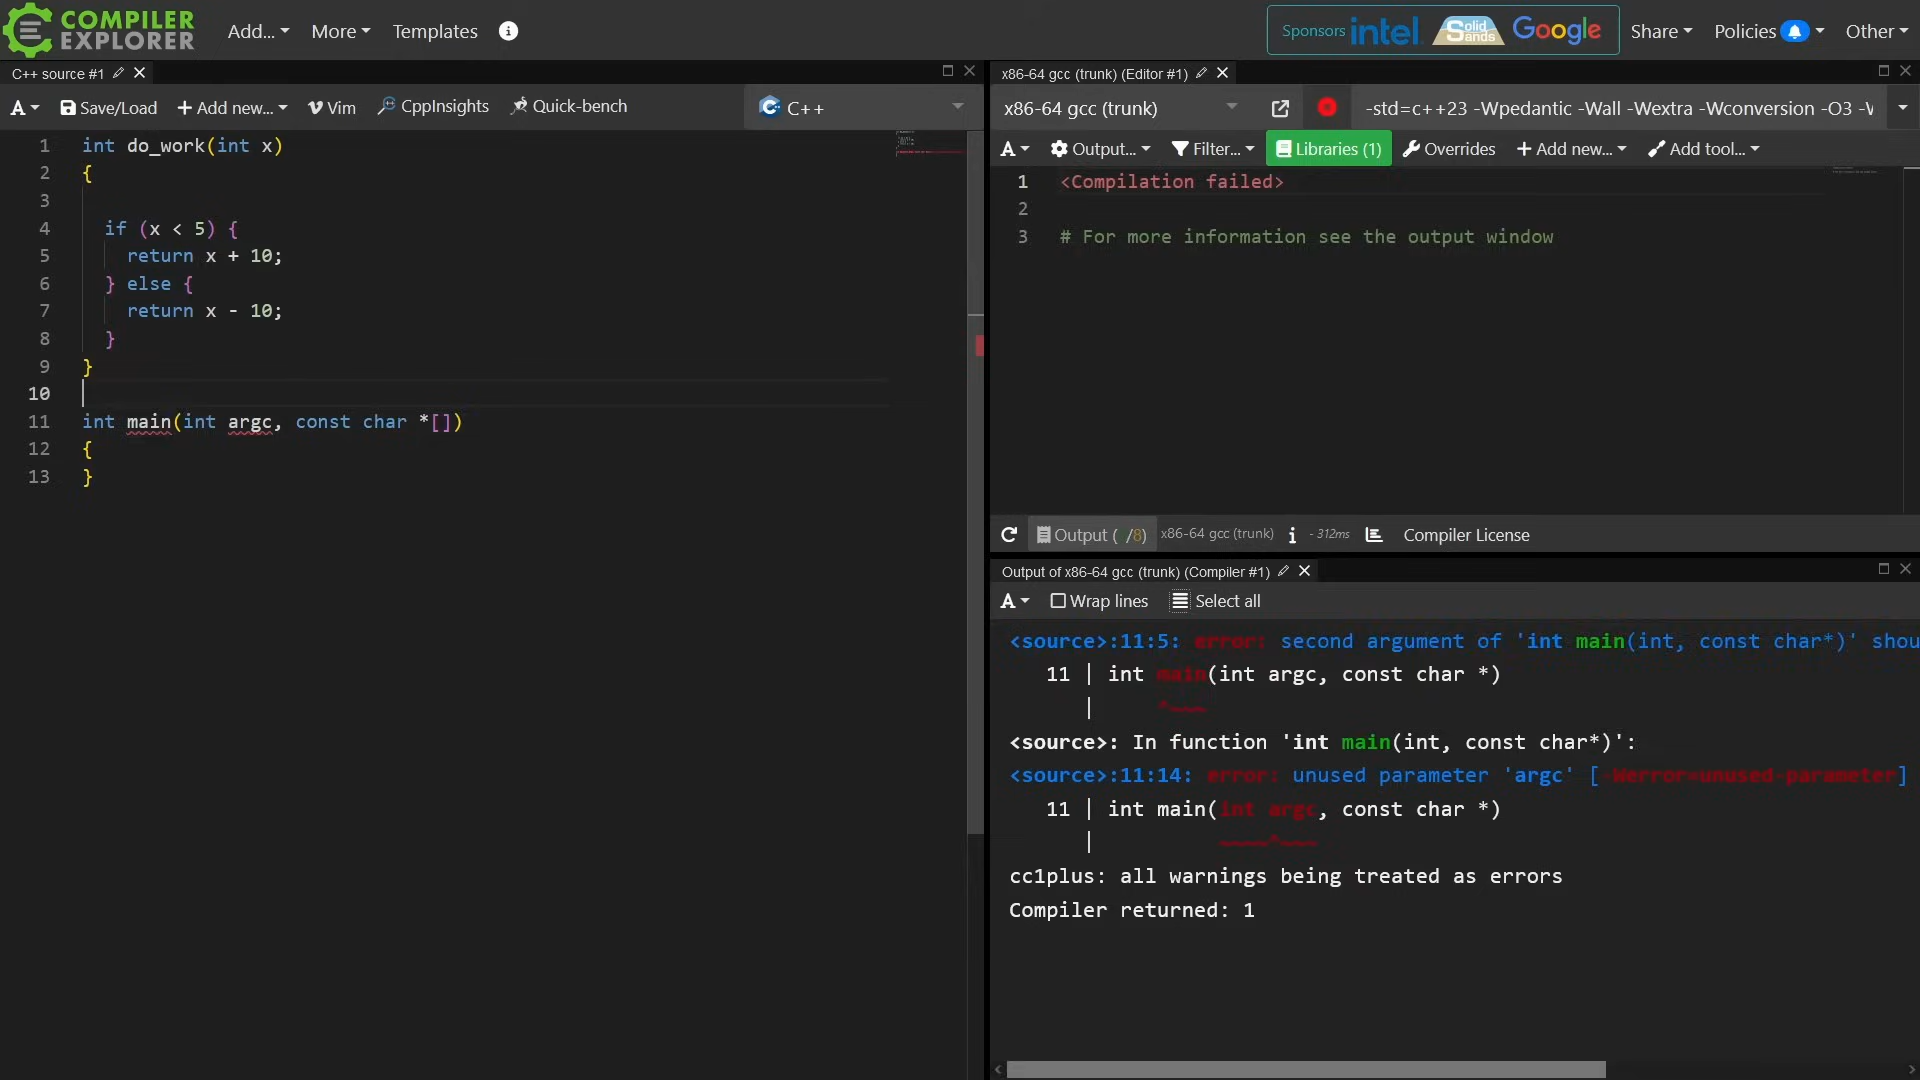 COMPILER
EXPLORER
Add...
More
Templates
Sponsors intel Solid Sands Google
Share
Policies
Other
C++ source #1
A
Save/Load
+ Add new...
Vim
CppInsights
Quick-bench
C++
1 int do_work(int x)
2 {
3
4 if (x < 5) {
5 return x + 10;
6 } else {
7 return x - 10;
8 }
9 }
10
11 int main(int argc, const char *[])
12 {
13 }
x86-64 gcc (trunk) (Editor #1)
x86-64 gcc (trunk)
-std=c++23 -Wpedantic -Wall -Wextra -Wconversion -O3 -W
A
Output...
Filter...
Libraries (1)
Overrides
+ Add new...
Add tool...
1 <Compilation failed>
2
3 # For more information see the output window
Output ( /8)
x86-64 gcc (trunk)
i
- 312ms
Compiler License
Output of x86-64 gcc (trunk) (Compiler #1)
A
Wrap lines
Select all
<source>:11:5: error: second argument of 'int main(int, const char*)' shou
11 | int main(int argc, const char *)
| ^~~~
<source>: In function 'int main(int, const char*)':
<source>:11:14: error: unused parameter 'argc' [-Werror=unused-parameter]
11 | int main(int argc, const char *)
| ~~~~^~~~
cc1plus: all warnings being treated as errors
Compiler returned: 1